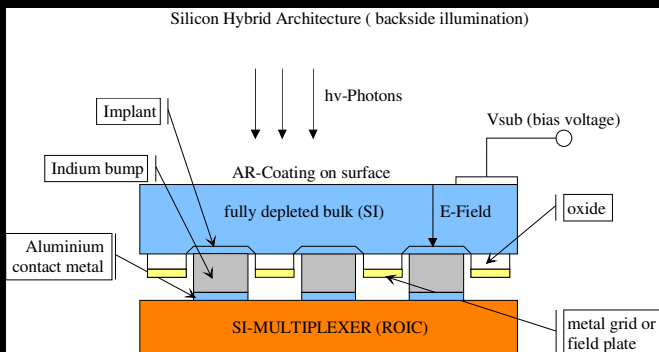 Silicon Hybrid Architecture ( backside illumination)
hv-Photons
Implant
Vsub (bias voltage)
Indium bump
AR-Coating on surface
fully depleted bulk (SI)
E-Field
oxide
Aluminium
contact metal
SI-MULTIPLEXER (ROIC)
metal grid or
field plate